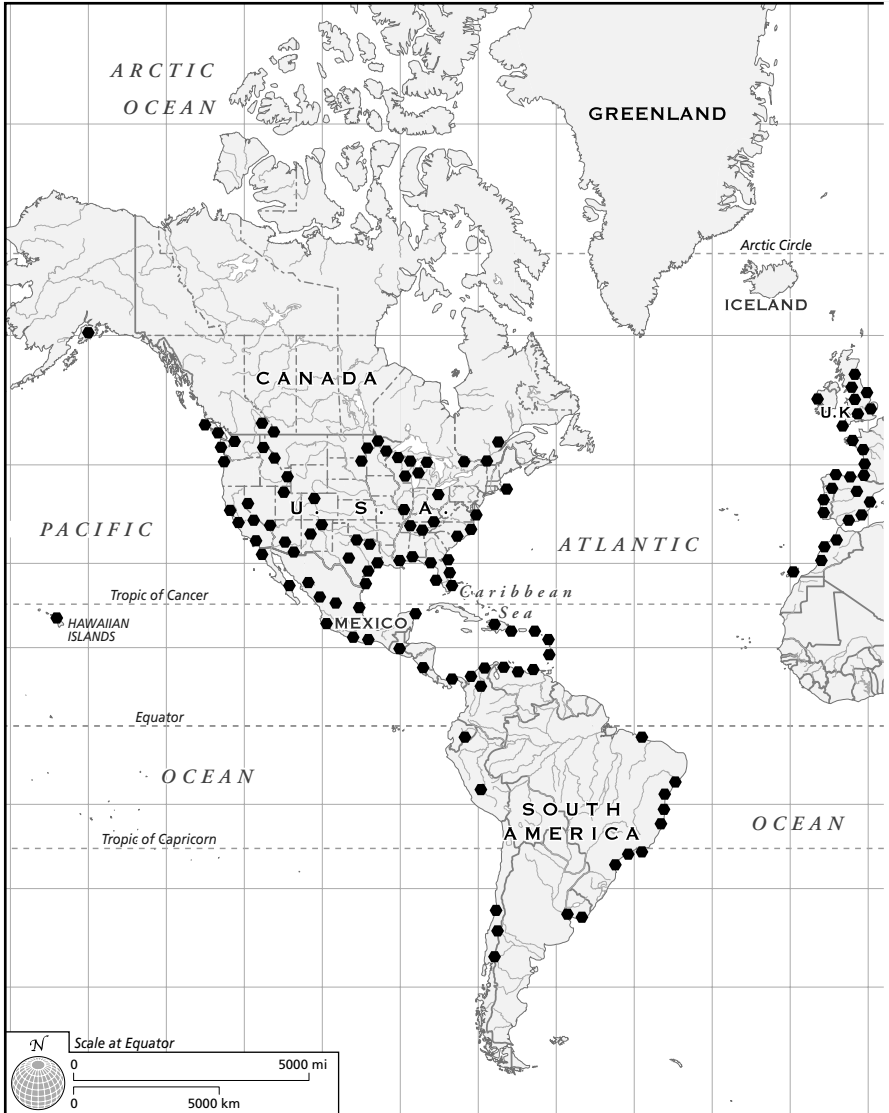 ARCTIC
OCEAN
GREENLAND
Arctic Circle
ICELAND
CANADA
U.K.
U. S. A.
PACIFIC
ATLANTIC
Tropic of Cancer
Caribbean
Sea
HAWAIIAN
ISLANDS
MEXICO
Equator
OCEAN
SOUTH
AMERICA
OCEAN
Tropic of Capricorn
N
Scale at Equator
0 5000 mi
0 5000 km